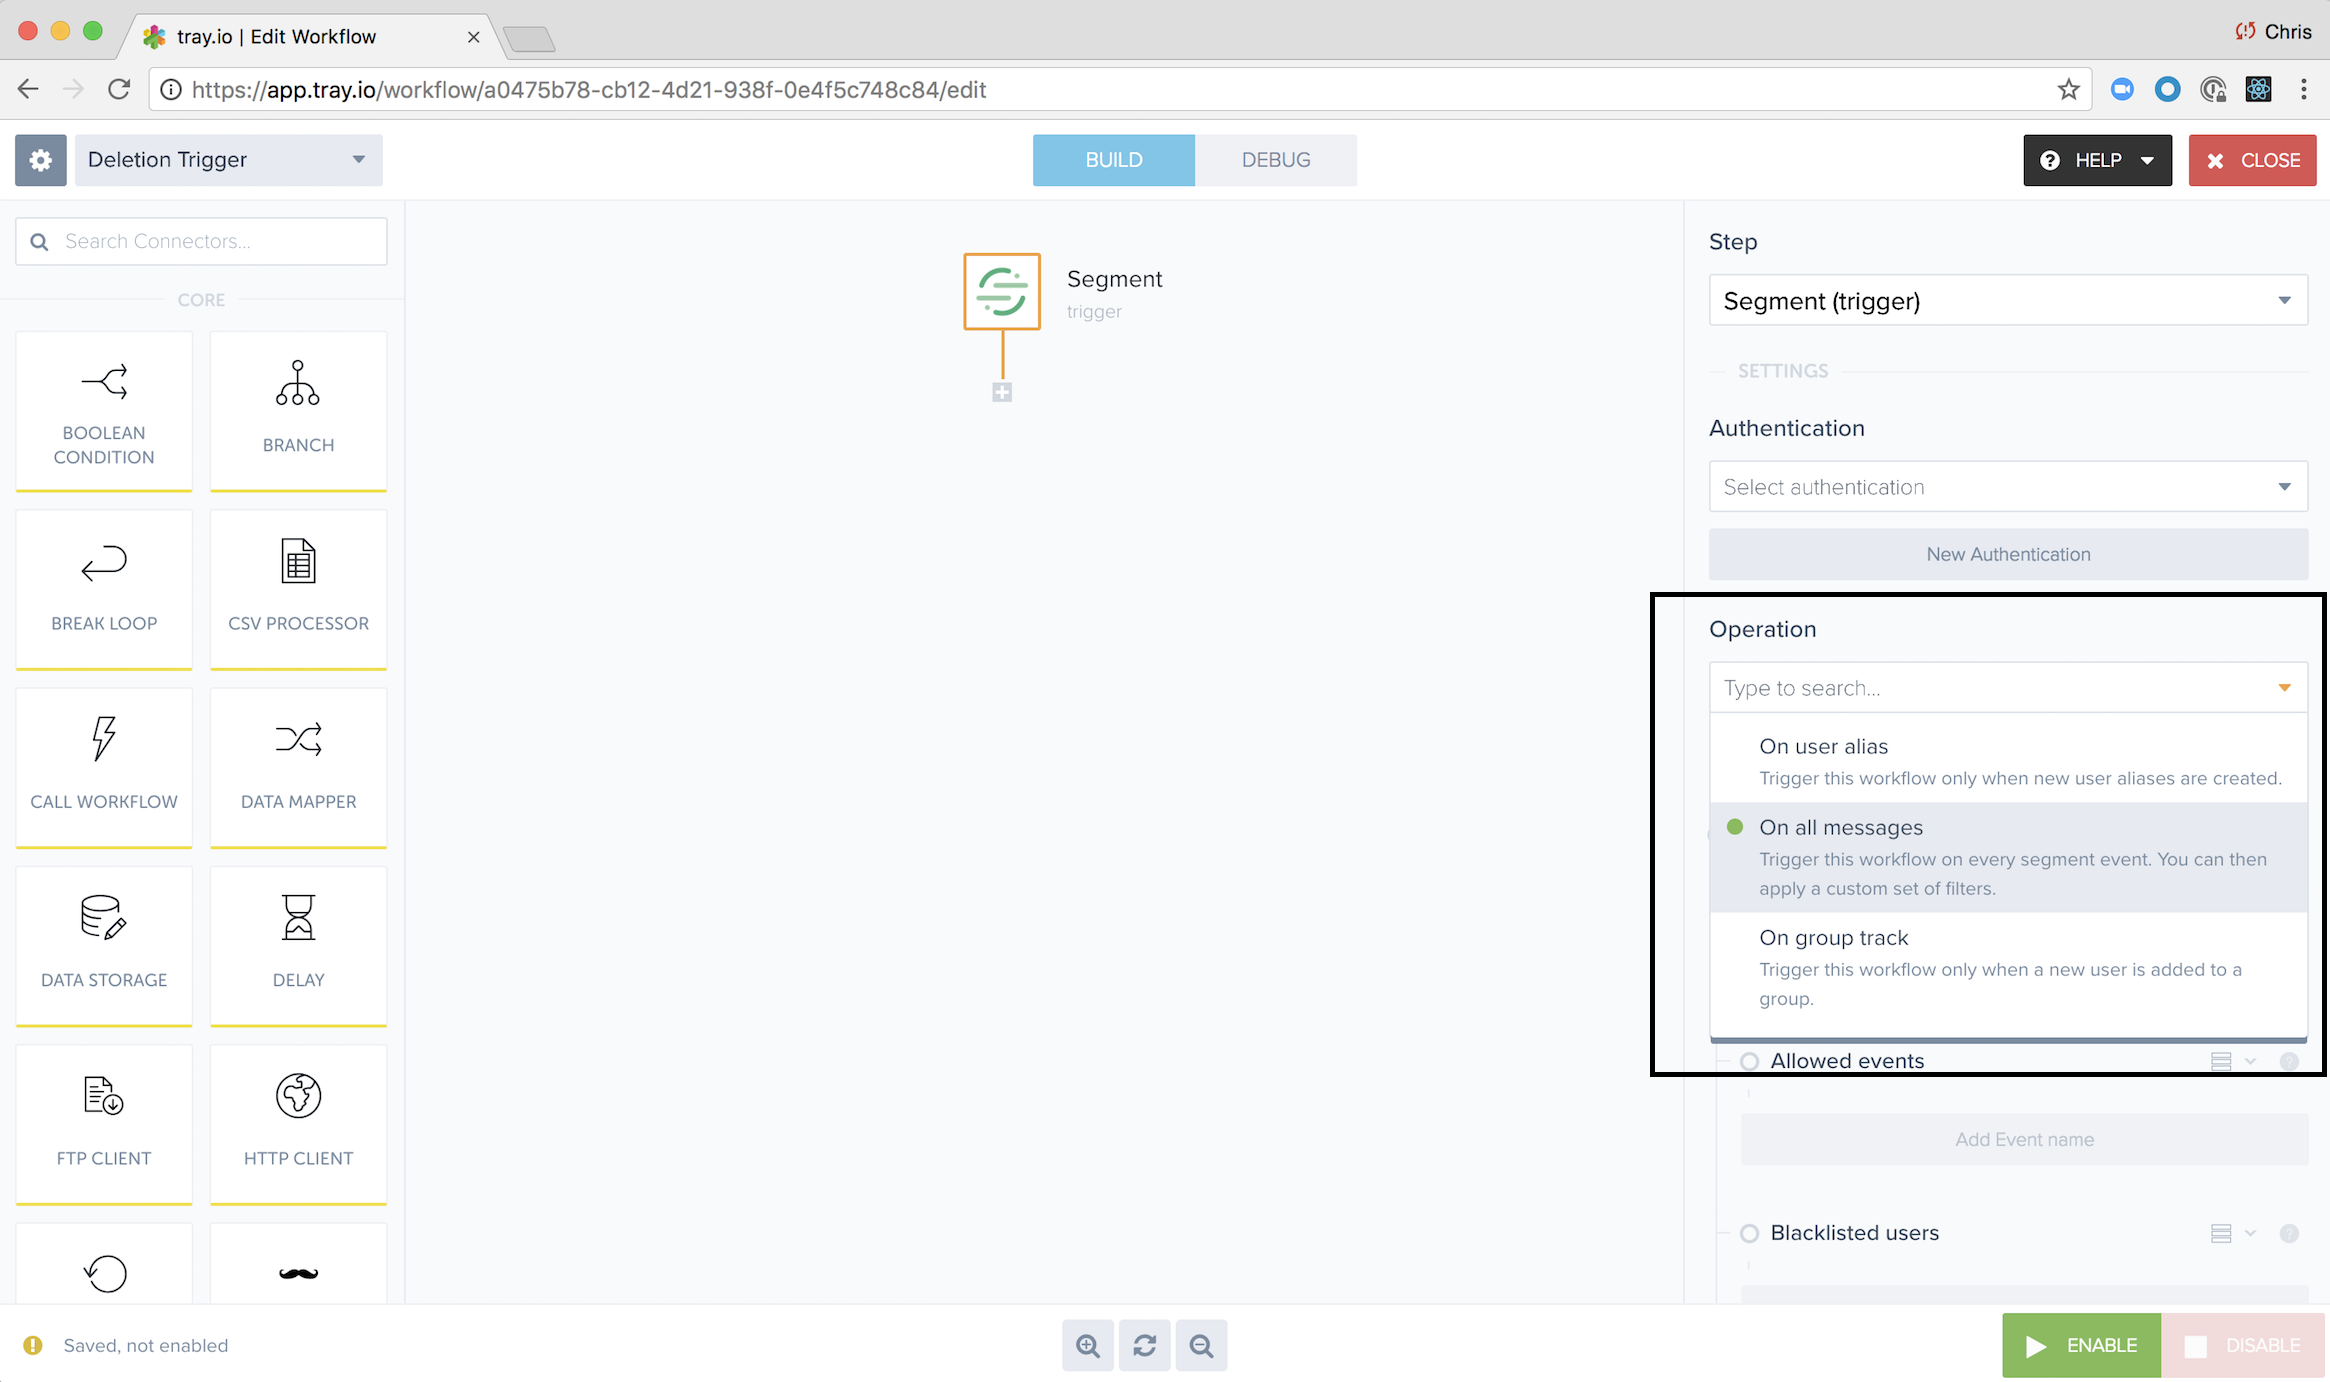 tray.io | Edit Workflow
Chris
https://app.tray.io/workflow/a0475b78-cb12-4d21-938f-0e4f5c748c84/edit
Deletion Trigger
BUILD
DEBUG
HELP
CLOSE
Search Connectors...
CORE
BOOLEAN
CONDITION
BRANCH
BREAK LOOP
CSV PROCESSOR
CALL WORKFLOW
DATA MAPPER
DATA STORAGE
DELAY
FTP CLIENT
HTTP CLIENT
Segment
trigger
Step
Segment (trigger)
SETTINGS
Authentication
Select authentication
New Authentication
Operation
Type to search...
On user alias
Trigger this workflow only when new user aliases are created.
On all messages
Trigger this workflow on every segment event. You can then
apply a custom set of filters.
On group track
Trigger this workflow only when a new user is added to a
group.
Allowed events
Add Event name
Blacklisted users
Saved, not enabled
ENABLE
DISABLE